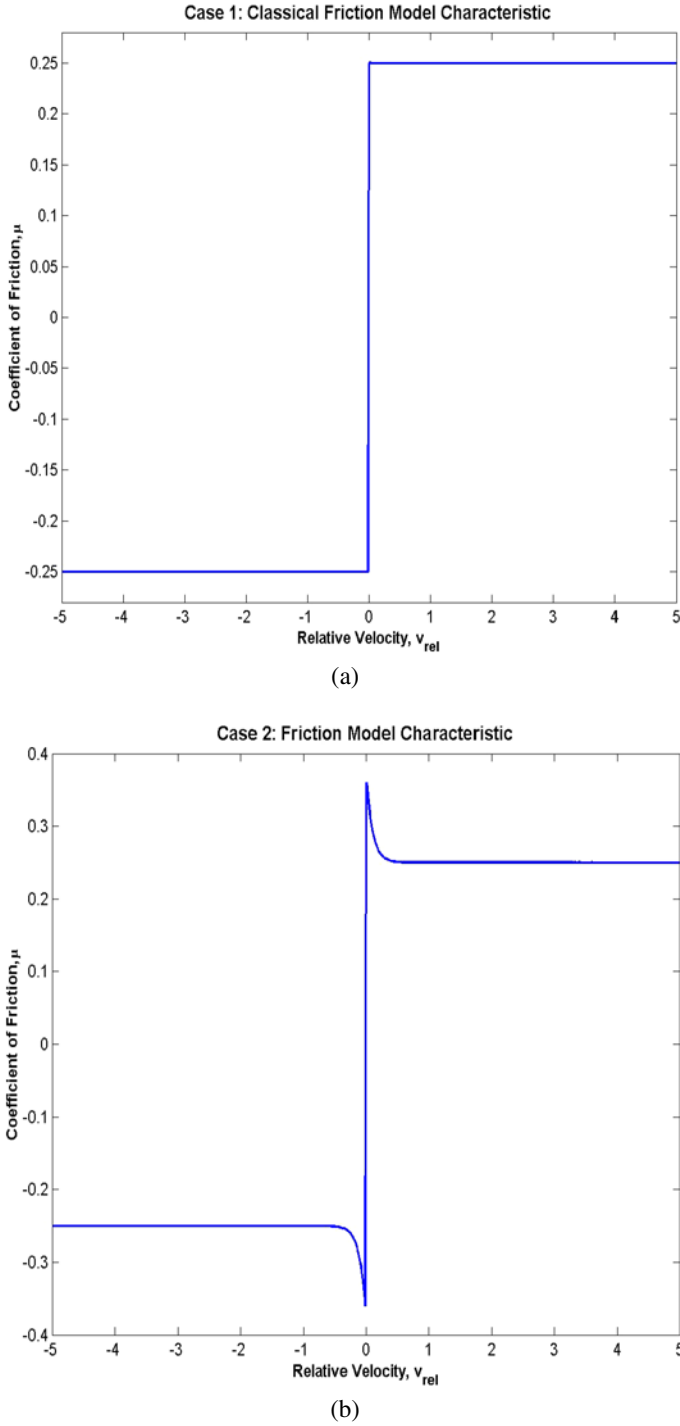 Case 1: Classical Friction Model Characteristic
0.25
0.2
0.15
0.1
0.05
0
-0.05
-0.1
-0.15
-0.2
-0.25
Coefficient of Friction,μ
-5 -4 -3 -2 -1 0 1 2 3 4 5
Relative Velocity, v_rel
(a)
Case 2: Friction Model Characteristic
0.4
0.3
0.2
0.1
0
-0.1
-0.2
-0.3
-0.4
Coefficient of Friction,μ
-5 -4 -3 -2 -1 0 1 2 3 4 5
Relative Velocity, v_rel
(b)